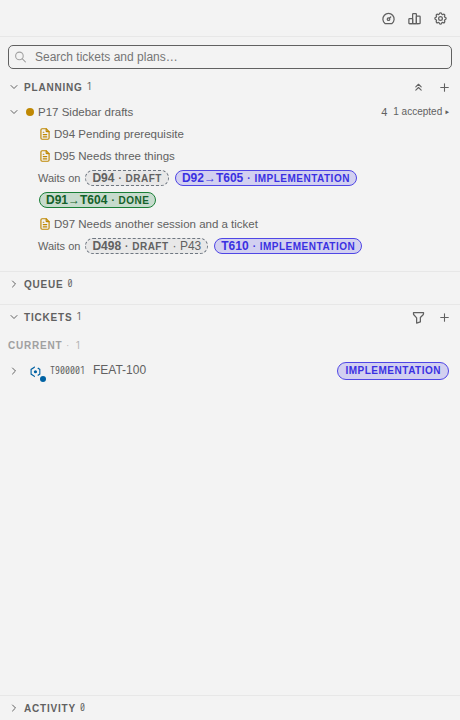 Search tickets and plans…
PLANNING 1
P17 Sidebar drafts 4 1 accepted ▸
D94 Pending prerequisite
D95 Needs three things
Waits on D94 · DRAFT D92→T605 · IMPLEMENTATION
D91→T604 · DONE
D97 Needs another session and a ticket
Waits on D498 · DRAFT · P43 T610 · IMPLEMENTATION
QUEUE 0
TICKETS 1
CURRENT · 1
T900001 FEAT-100 IMPLEMENTATION
ACTIVITY 0